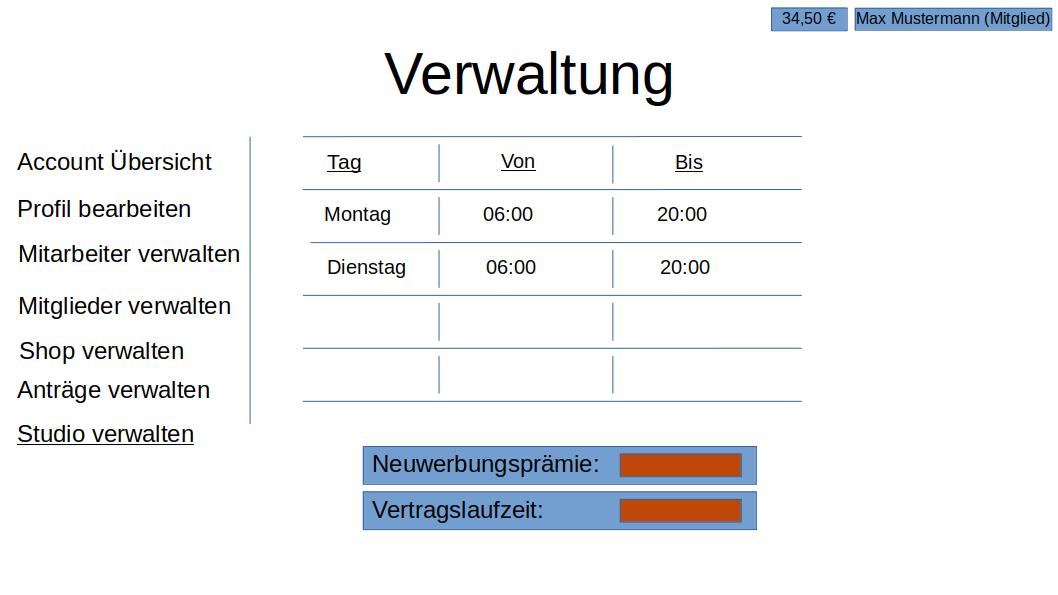 34,50 € Max Mustermann (Mitglied)
Verwaltung
Account Übersicht
Profil bearbeiten
Mitarbeiter verwalten
Mitglieder verwalten
Shop verwalten
Anträge verwalten
Studio verwalten
Tag Von Bis
Montag 06:00 20:00
Dienstag 06:00 20:00
Neuwerbungsprämie:
Vertragslaufzeit: